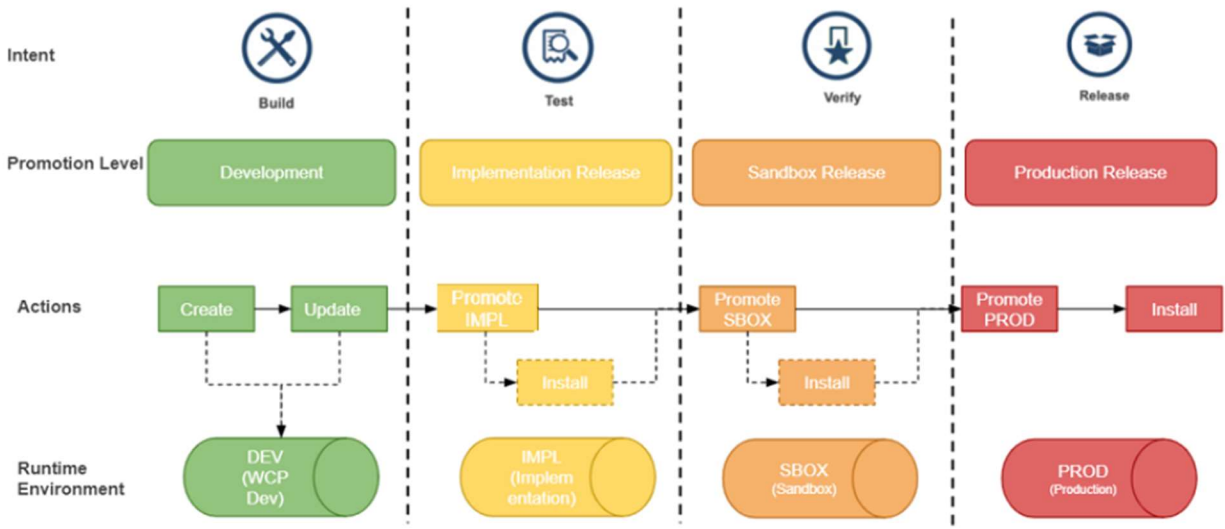 Intent
Build
Test
Verify
Release
Promotion Level
Development
Implementation Release
Sandbox Release
Production Release
Actions
Create
Update
Promote
IMPL
Install
Promote
SBOX
Install
Promote
PROD
Install
Runtime
Environment
DEV
(WCP
Dev)
IMPL
(Implem
entation)
SBOX
(Sandbox)
PROD
(Production)